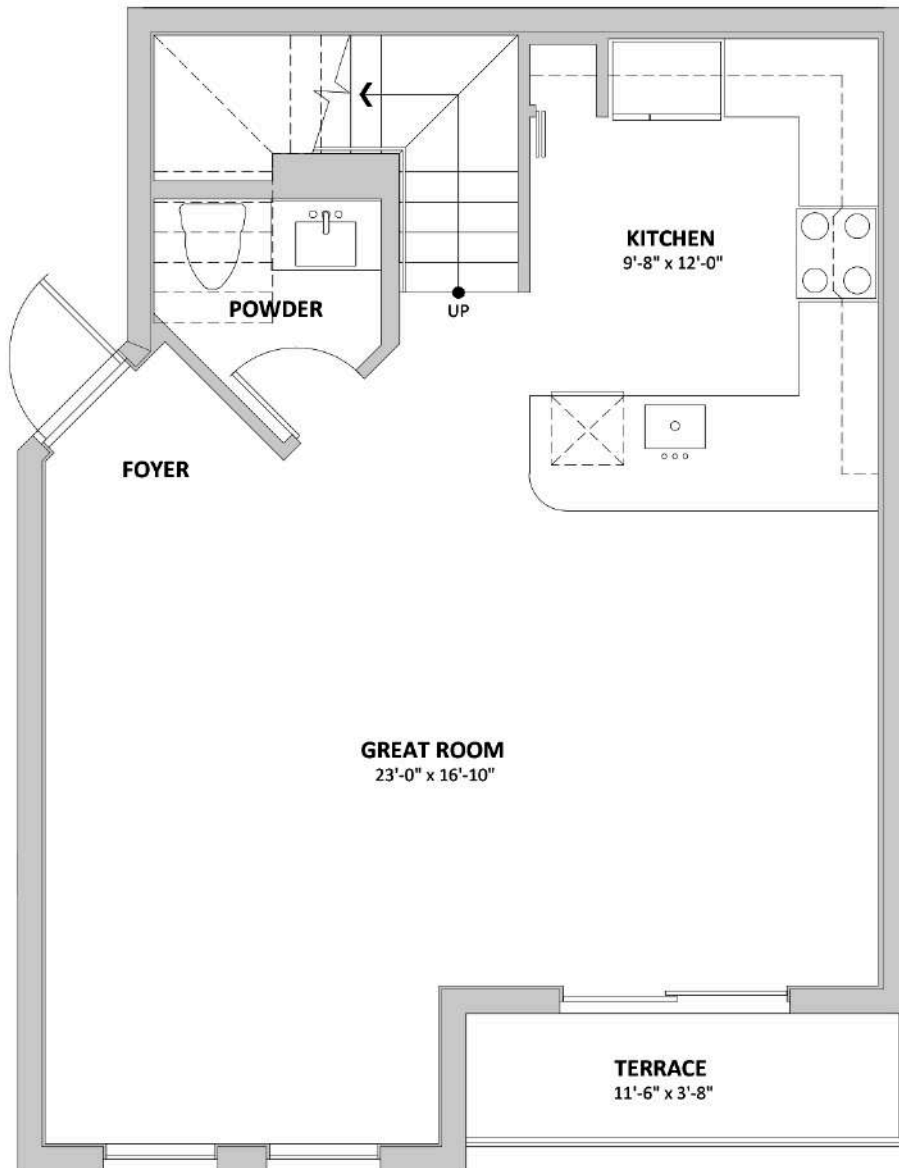 KITCHEN
9'-8" x 12'-0"
POWDER
UP
FOYER
GREAT ROOM
23'-0" x 16'-10"
TERRACE
11'-6" x 3'-8"